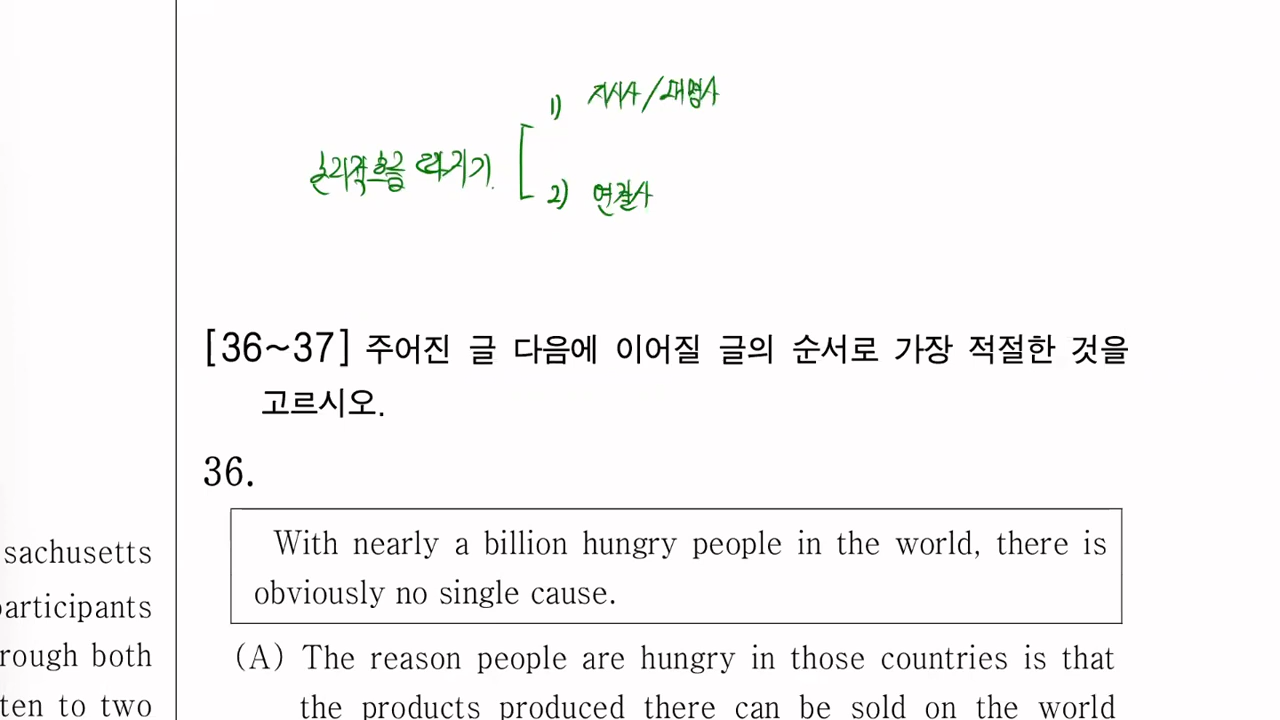 1) 지시사/대명사
논리적 흐름 따지기
2) 연결사
[36~37] 주어진 글 다음에 이어질 글의 순서로 가장 적절한 것을
고르시오.
36.
With nearly a billion hungry people in the world, there is
obviously no single cause.
(A) The reason people are hungry in those countries is that
the products produced there can be sold on the world
sachusetts
participants
rough both
ten to two